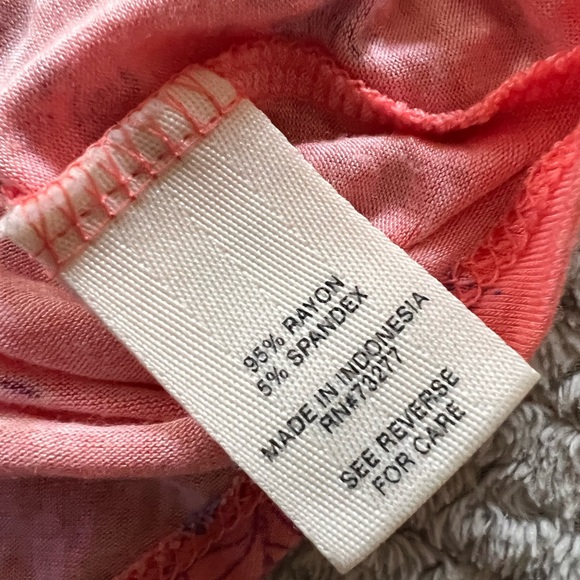 95% RAYON
5% SPANDEX
MADE IN INDONESIA
RN#73277
SEE REVERSE
FOR CARE